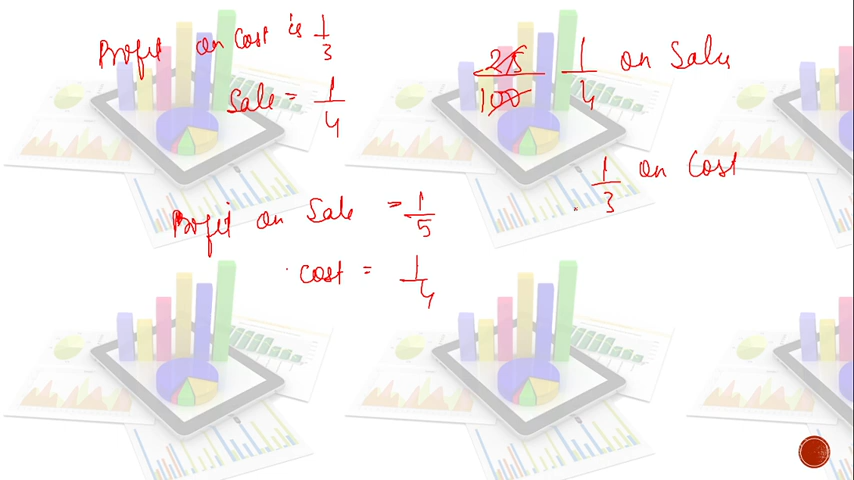 Profit on Cost is 1/3
Sale = 1/4
Profit on Sale = 1/5
cost = 1/4
25/100 1/4 on Sales
1/3 on Cost